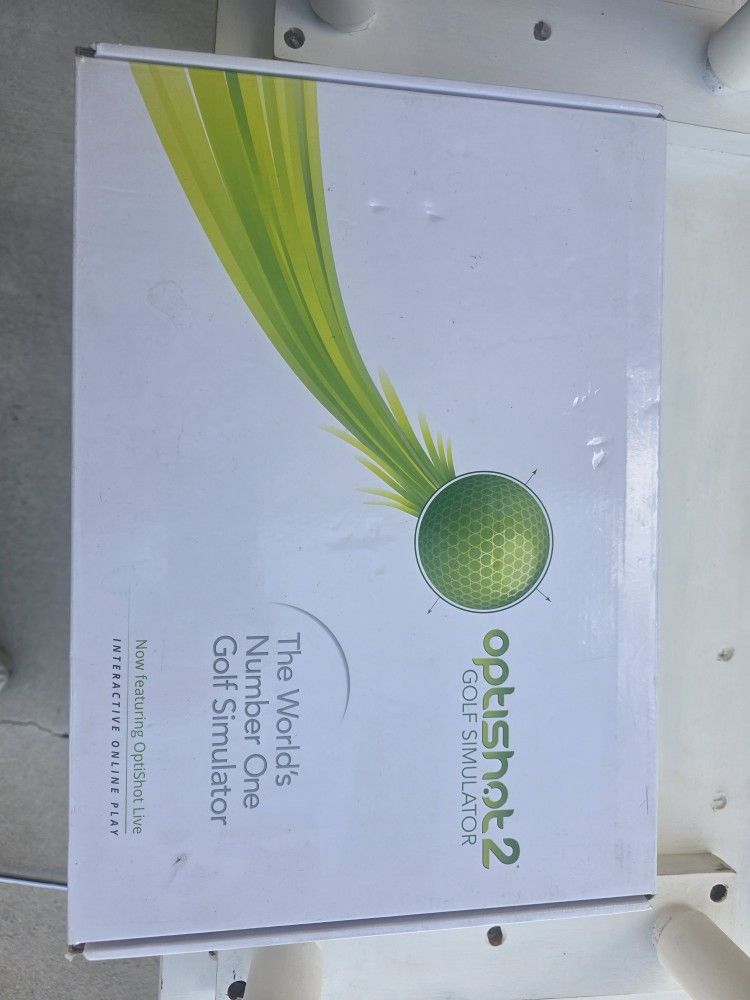 optishot2
GOLF SIMULATOR
The World's
Number One
Golf Simulator
Now featuring OptiShot Live
INTERACTIVE ONLINE PLAY